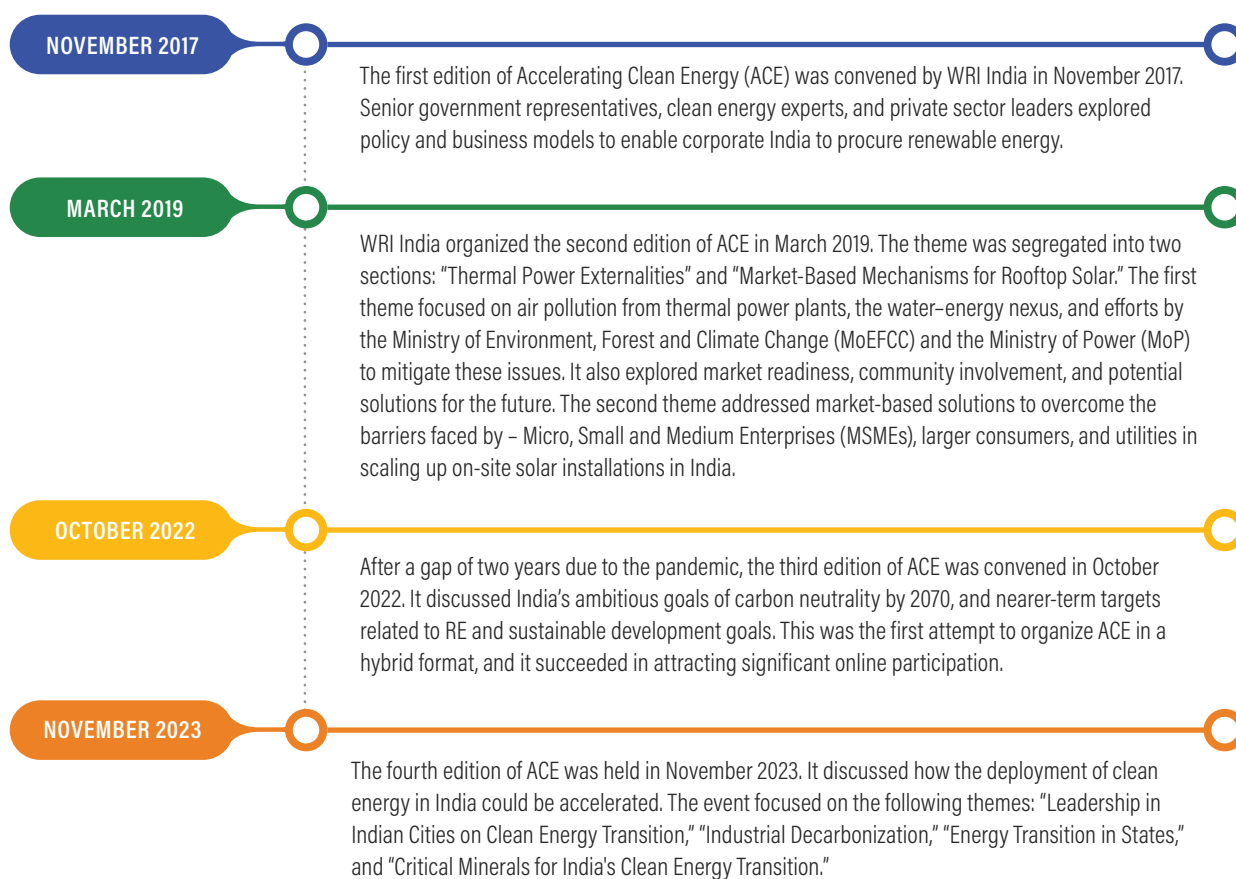 NOVEMBER 2017
The first edition of Accelerating Clean Energy (ACE) was convened by WRI India in November 2017.
Senior government representatives, clean energy experts, and private sector leaders explored
policy and business models to enable corporate India to procure renewable energy.
MARCH 2019
WRI India organized the second edition of ACE in March 2019. The theme was segregated into two
sections: “Thermal Power Externalities” and “Market-Based Mechanisms for Rooftop Solar.” The first
theme focused on air pollution from thermal power plants, the water–energy nexus, and efforts by
the Ministry of Environment, Forest and Climate Change (MoEFCC) and the Ministry of Power (MoP)
to mitigate these issues. It also explored market readiness, community involvement, and potential
solutions for the future. The second theme addressed market-based solutions to overcome the
barriers faced by – Micro, Small and Medium Enterprises (MSMEs), larger consumers, and utilities in
scaling up on-site solar installations in India.
OCTOBER 2022
After a gap of two years due to the pandemic, the third edition of ACE was convened in October
2022. It discussed India’s ambitious goals of carbon neutrality by 2070, and nearer-term targets
related to RE and sustainable development goals. This was the first attempt to organize ACE in a
hybrid format, and it succeeded in attracting significant online participation.
NOVEMBER 2023
The fourth edition of ACE was held in November 2023. It discussed how the deployment of clean
energy in India could be accelerated. The event focused on the following themes: “Leadership in
Indian Cities on Clean Energy Transition,” “Industrial Decarbonization,” “Energy Transition in States,”
and “Critical Minerals for India's Clean Energy Transition.”